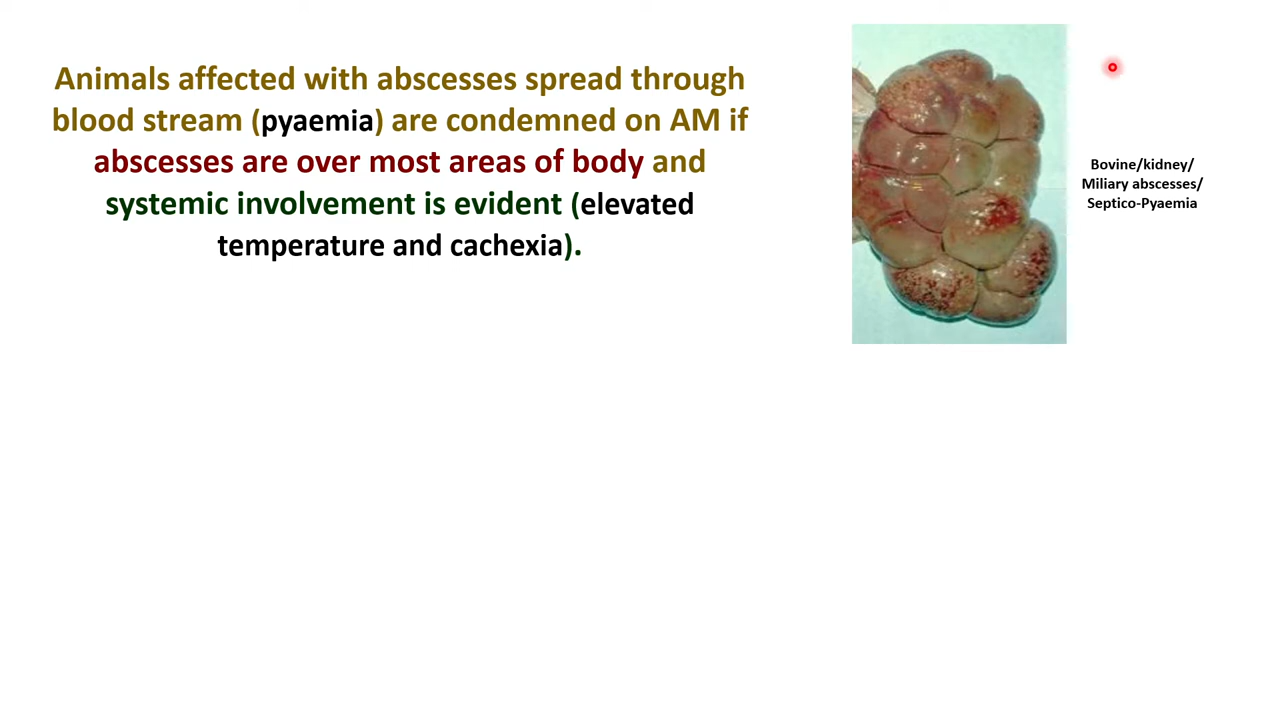 Animals affected with abscesses spread through
blood stream (pyaemia) are condemned on AM if
abscesses are over most areas of body and
systemic involvement is evident (elevated
temperature and cachexia).
Bovine/kidney/
Miliary abscesses/
Septico-Pyaemia